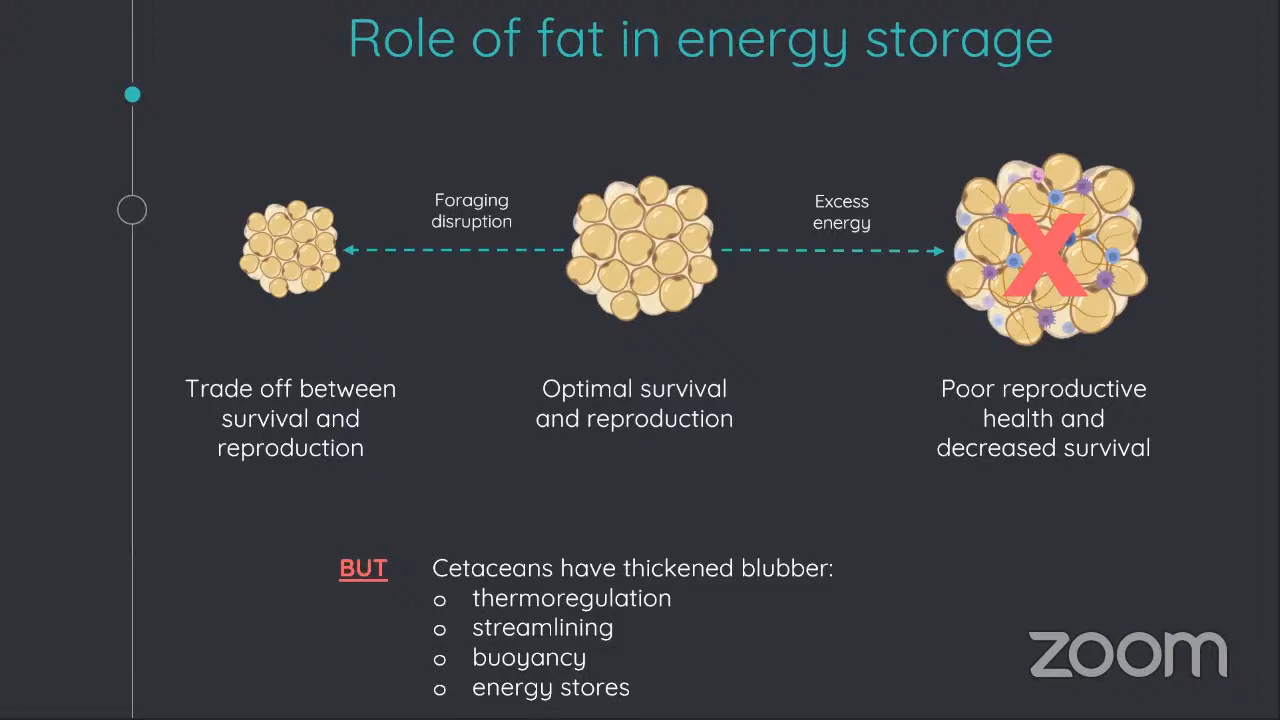 Role of fat in energy storage
Foraging
disruption
Excess
energy
X
Trade off between
survival and
reproduction
Optimal survival
and reproduction
Poor reproductive
health and
decreased survival
BUT Cetaceans have thickened blubber:
o thermoregulation
o streamlining
o buoyancy
o energy stores
zoom